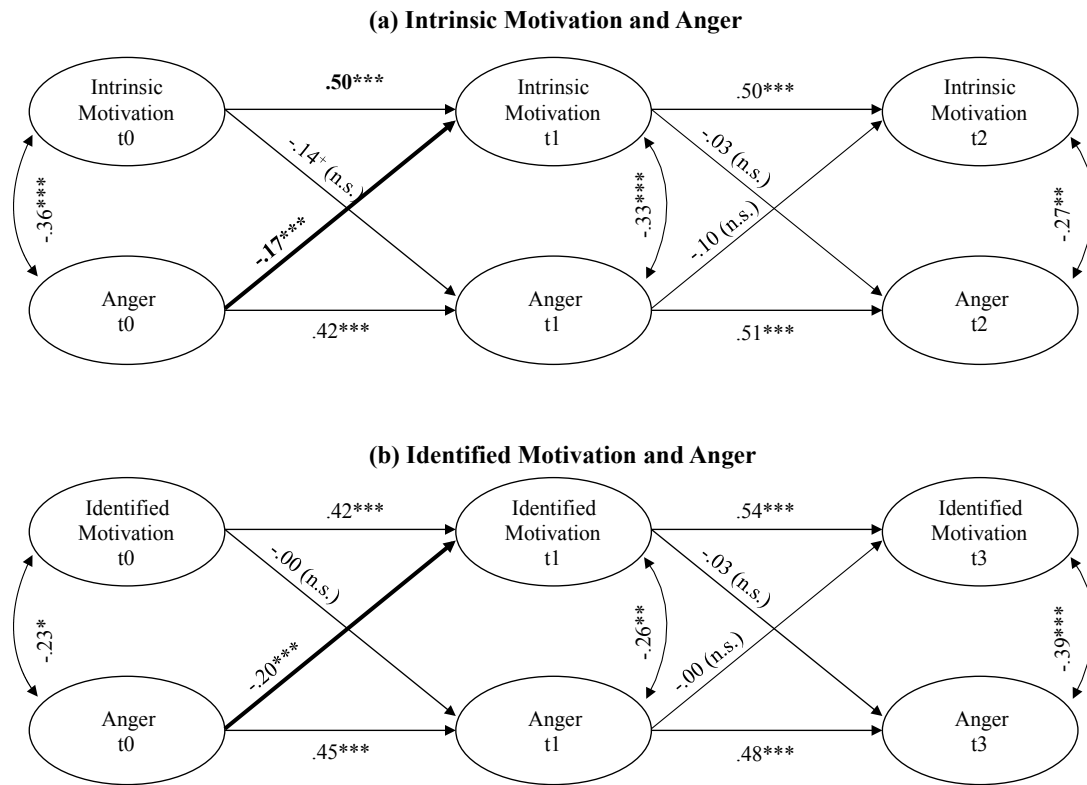 (a) Intrinsic Motivation and Anger
Intrinsic
Motivation
t0
.50***
Intrinsic
Motivation
t1
.50***
Intrinsic
Motivation
t2
-.36***
-.14⁺ (n.s.)
-.17***
-.33***
-.03 (n.s.)
-.10 (n.s.)
-.27**
Anger
t0
.42***
Anger
t1
.51***
Anger
t2
(b) Identified Motivation and Anger
Identified
Motivation
t0
.42***
Identified
Motivation
t1
.54***
Identified
Motivation
t3
-.23*
-.00 (n.s.)
-.20***
-.26**
-.03 (n.s.)
-.00 (n.s.)
-.39***
Anger
t0
.45***
Anger
t1
.48***
Anger
t3